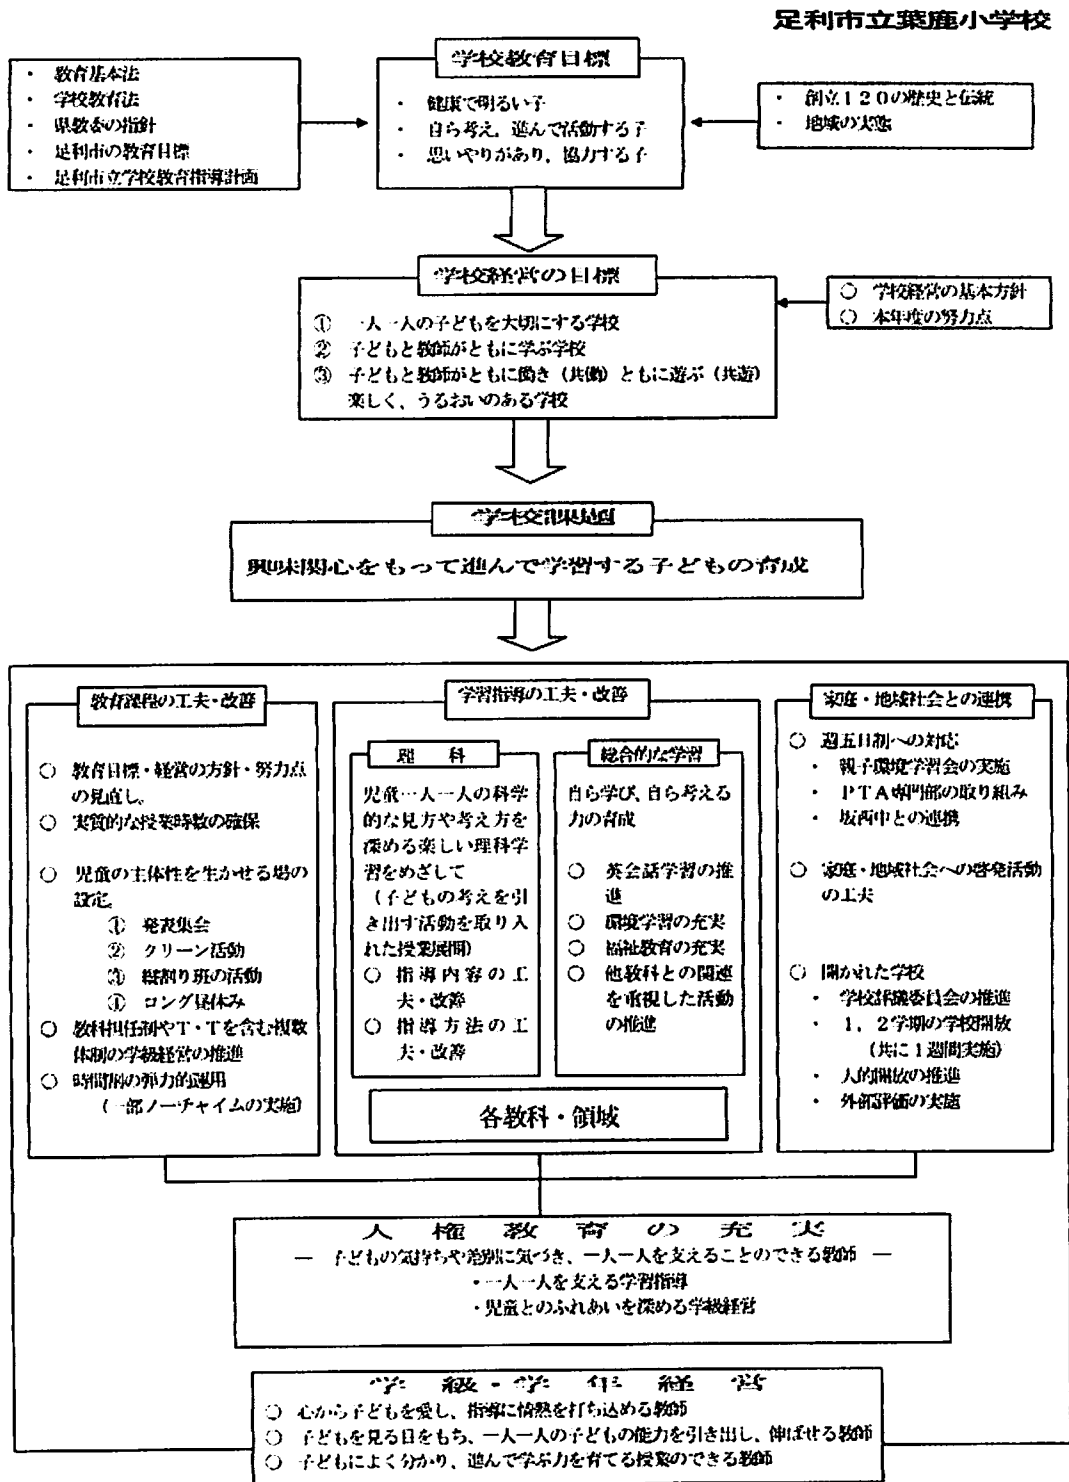 足利市立葉鹿小学校
学校教育目標
・ 教育基本法
・ 学校教育法
・ 県教委の指針
・ 足利市の教育目標
・ 足利市立学校教育指導計画
・ 健康で明るい子
・ 自ら考え，進んで活動する子
・ 思いやりがあり，協力する子
・ 創立１２０の歴史と伝統
・ 地域の実態
学校経営の目標
① 一人一人の子どもを大切にする学校
② 子どもと教師がともに学ぶ学校
③ 子どもと教師がともに働き（共働）ともに遊ぶ（共遊）
楽しく、うるおいのある学校
○ 学校経営の基本方針
○ 本年度の努力点
学校課題
興味関心をもって進んで学習する子どもの育成
教育課程の工夫・改善
○ 教育目標・経営の方針・努力点
の見直し。
○ 実質的な授業時数の確保
○ 児童の主体性を生かせる場の
設定。
① 発表集会
② クリーン活動
③ 縦割り班の活動
④ ロング昼休み
○ 教科担任制やＴ・Ｔを含む複数
体制の学級経営の推進
○ 時間割の弾力的運用
（一部ノーチャイムの実施）
学習指導の工夫・改善
理 科
児童一人一人の科学
的な見方や考え方を
深める楽しい理科学
習をめざして
（子どもの考えを引
き出す活動を取り入
れた授業展開）
○ 指導内容の工
夫・改善
○ 指導方法の工
夫・改善
総合的な学習
自ら学び、自ら考える
力の育成
○ 英会話学習の推
進
○ 環境学習の充実
○ 福祉教育の充実
○ 他教科との関連
を重視した活動
の推進
各教科・領域
家庭・地域社会との連携
○ 週五日制への対応
・ 親子環境学習会の実施
・ ＰＴＡ専門部の取り組み
・ 坂西中との連携
○ 家庭・地域社会への啓発活動
の工夫
○ 開かれた学校
・ 学校評議委員会の推進
・ １，２学期の学校開放
（共に１週間実施）
・ 人的開放の推進
・ 外部評価の実施
人 権 教 育 の 充 実
― 子どもの気持ちや差別に気づき、一人一人を支えることのできる教師 ―
・一人一人を支える学習指導
・児童とのふれあいを深める学級経営
学 級・学 年 経 営
○ 心から子どもを愛し、指導に情熱を打ち込める教師
○ 子どもを見る目をもち、一人一人の子どもの能力を引き出し、伸ばせる教師
○ 子どもによく分かり、進んで学ぶ力を育てる授業のできる教師